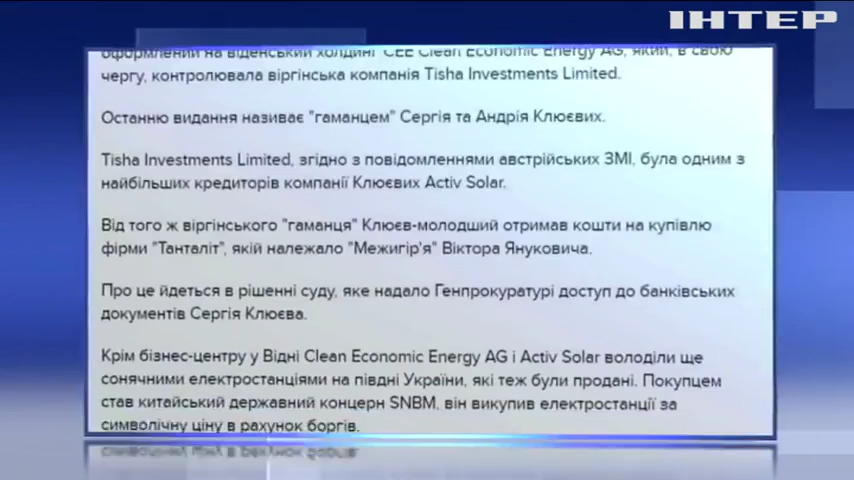 ІНТЕР
оформлений на віденський холдинг CEE Clean Economic Energy AG, який, в свою
чергу, контролювала віргінська компанія Tisha Investments Limited.
Останню видання називає "гаманцем" Сергія та Андрія Клюєвих.
Tisha Investments Limited, згідно з повідомленнями австрійських ЗМІ, була одним з
найбільших кредиторів компанії Клюєвих Activ Solar.
Від того ж віргінського "гаманця" Клюєв-молодший отримав кошти на купівлю
фірми "Танталіт", якій належало "Межигір'я" Віктора Януковича.
Про це йдеться в рішенні суду, яке надало Генпрокуратурі доступ до банківських
документів Сергія Клюєва.
Крім бізнес-центру у Відні Clean Economic Energy AG і Activ Solar володіли ще
сонячними електростанціями на півдні України, які теж були продані. Покупцем
став китайський державний концерн SNBM, він викупив електростанції за
символічну ціну в рахунок боргів.